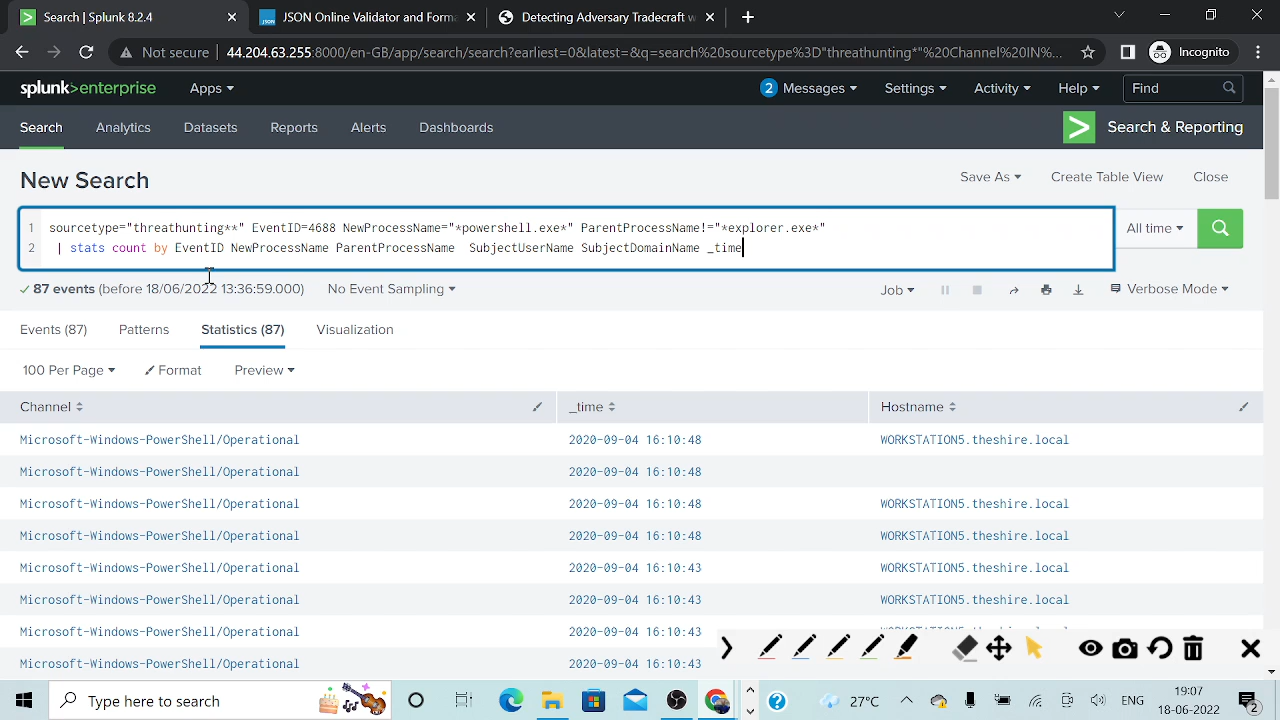 Search | Splunk 8.2.4
JSON Online Validator and Forma
Detecting Adversary Tradecraft w
Not secure 44.204.63.255:8000/en-GB/app/search/search?earliest=0&latest=&q=search%20sourcetype%3D"threathunting*"%20Channel%20IN%... Incognito
splunk>enterprise Apps 2 Messages Settings Activity Help Find
Search Analytics Datasets Reports Alerts Dashboards Search & Reporting
New Search Save As Create Table View Close
1 sourcetype="threathunting**" EventID=4688 NewProcessName="*powershell.exe*" ParentProcessName!="*explorer.exe*" All time
2 | stats count by EventID NewProcessName ParentProcessName SubjectUserName SubjectDomainName _time
87 events (before 18/06/2022 13:36:59.000) No Event Sampling Job Verbose Mode
Events (87) Patterns Statistics (87) Visualization
100 Per Page Format Preview
Channel _time Hostname
Microsoft-Windows-PowerShell/Operational 2020-09-04 16:10:48 WORKSTATION5.theshire.local
Microsoft-Windows-PowerShell/Operational 2020-09-04 16:10:48
Microsoft-Windows-PowerShell/Operational 2020-09-04 16:10:48 WORKSTATION5.theshire.local
Microsoft-Windows-PowerShell/Operational 2020-09-04 16:10:48 WORKSTATION5.theshire.local
Microsoft-Windows-PowerShell/Operational 2020-09-04 16:10:43 WORKSTATION5.theshire.local
Microsoft-Windows-PowerShell/Operational 2020-09-04 16:10:43 WORKSTATION5.theshire.local
Microsoft-Windows-PowerShell/Operational 2020-09-04 16:10:43
Microsoft-Windows-PowerShell/Operational 2020-09-04 16:10:43
Type here to search 27°C ENG 19:07
18-06-2022 2